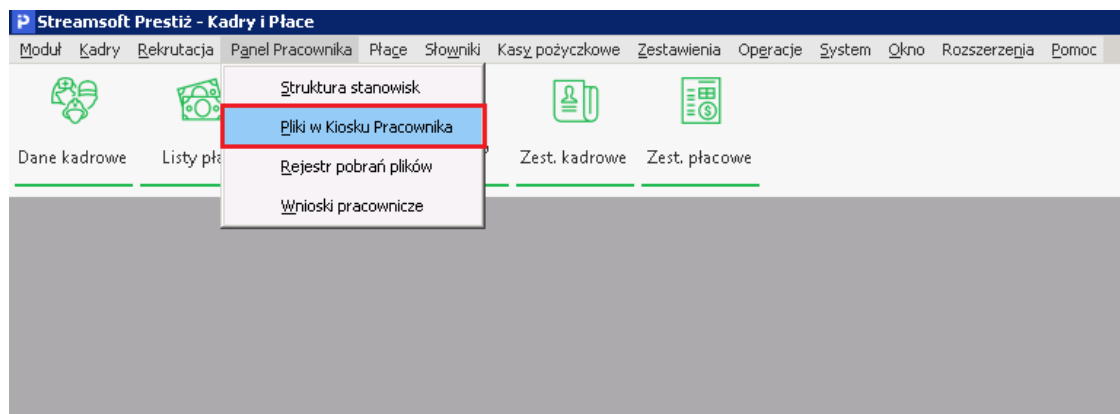 Streamsoft Prestiż - Kadry i Płace
Moduł Kadry Rekrutacja Panel Pracownika Płace Słowniki Kasy pożyczkowe Zestawienia Operacje System Okno Rozszerzenia Pomoc
Struktura stanowisk
Pliki w Kiosku Pracownika
Rejestr pobrań plików
Wnioski pracownicze
Dane kadrowe Listy Zest. kadrowe Zest. płacowe